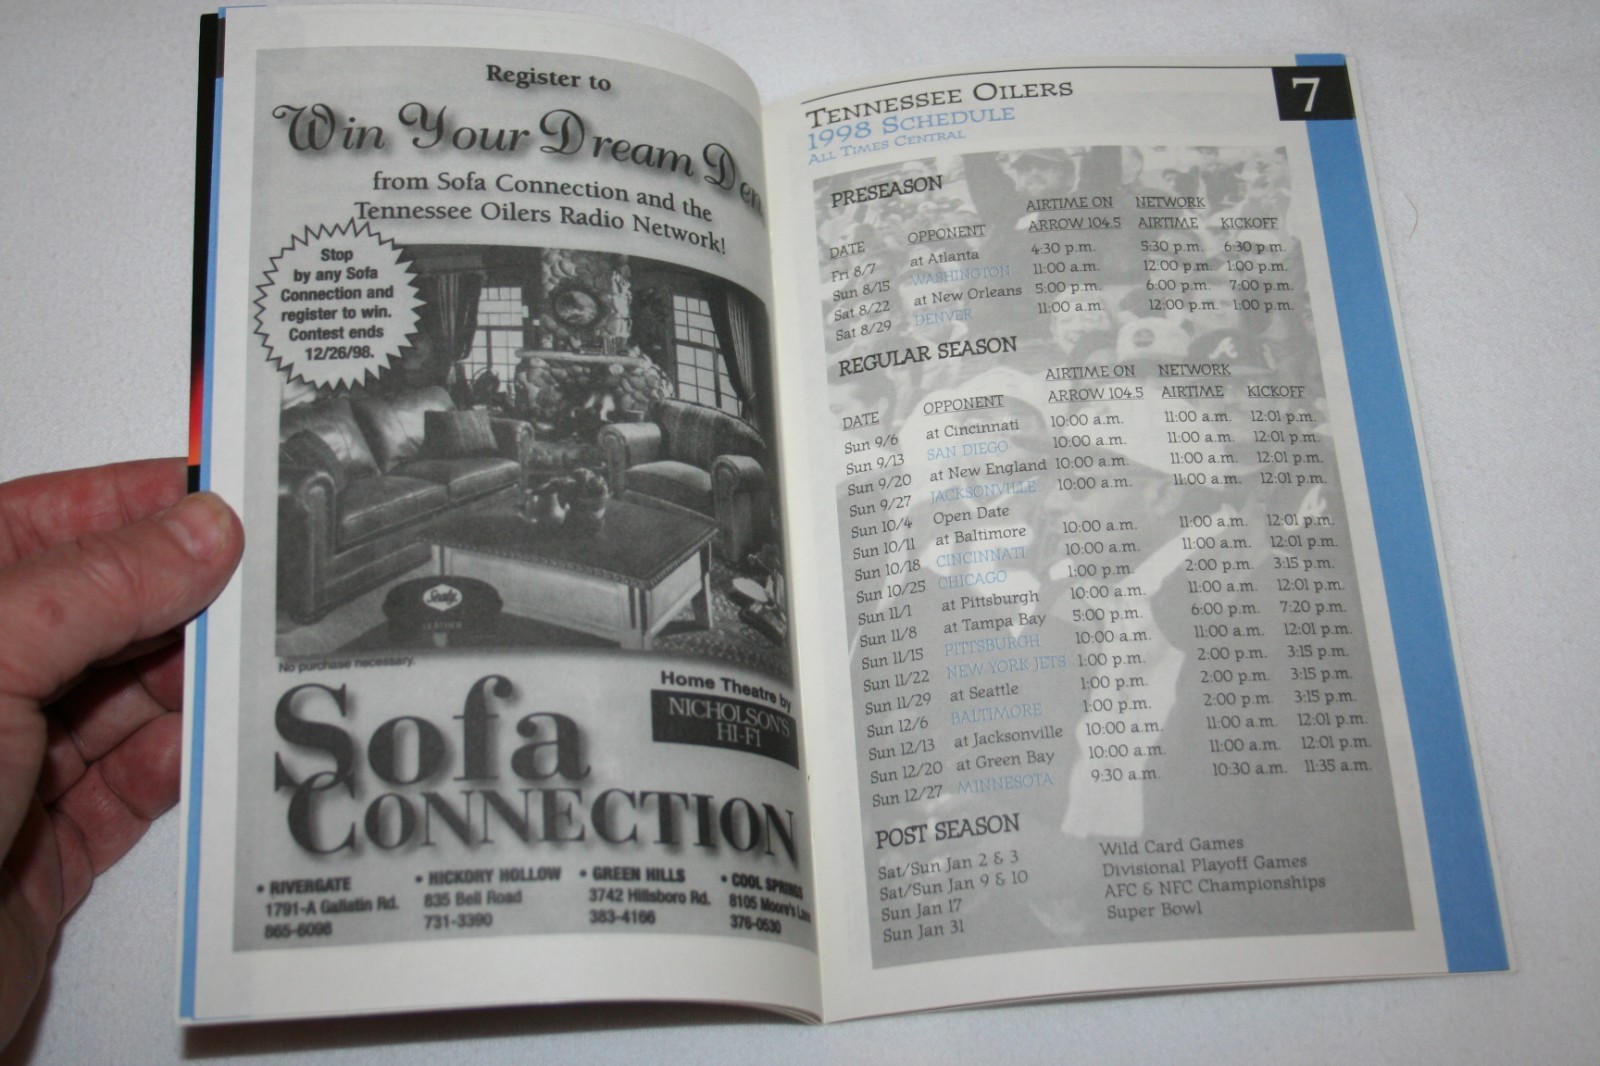 Register to
Win Your Dream Den
from Sofa Connection and the
Tennessee Oilers Radio Network!
Stop
by any Sofa
Connection and
register to win.
Contest ends
12/26/98.
Sealy
LEATHER
No purchase necessary.
Home Theatre by
NICHOLSON'S
HI-FI
Sofa
CONNECTION
• RIVERGATE
1791-A Gallatin Rd.
865-6098
• HICKORY HOLLOW
835 Bell Road
731-3390
• GREEN HILLS
3742 Hillsboro Rd.
383-4166
• COOL SPRINGS
8105 Moore's Lane
376-0530
7
TENNESSEE OILERS
1998 SCHEDULE
ALL TIMES CENTRAL
PRESEASON
AIRTIME ON NETWORK
DATE OPPONENT ARROW 104.5 AIRTIME KICKOFF
Fri 8/7 at Atlanta 4:30 p.m. 5:30 p.m. 6:30 p.m.
Sun 8/15 WASHINGTON 11:00 a.m. 12:00 p.m. 1:00 p.m.
Sat 8/22 at New Orleans 5:00 p.m. 6:00 p.m. 7:00 p.m.
Sat 8/29 DENVER 11:00 a.m. 12:00 p.m. 1:00 p.m.
REGULAR SEASON
AIRTIME ON NETWORK
DATE OPPONENT ARROW 104.5 AIRTIME KICKOFF
Sun 9/6 at Cincinnati 10:00 a.m. 11:00 a.m. 12:01 p.m.
Sun 9/13 SAN DIEGO 10:00 a.m. 11:00 a.m. 12:01 p.m.
Sun 9/20 at New England 10:00 a.m. 11:00 a.m. 12:01 p.m.
Sun 9/27 JACKSONVILLE 10:00 a.m. 11:00 a.m. 12:01 p.m.
Sun 10/4 Open Date
Sun 10/11 at Baltimore 10:00 a.m. 11:00 a.m. 12:01 p.m.
Sun 10/18 CINCINNATI 10:00 a.m. 11:00 a.m. 12:01 p.m.
Sun 10/25 CHICAGO 1:00 p.m. 2:00 p.m. 3:15 p.m.
Sun 11/1 at Pittsburgh 10:00 a.m. 11:00 a.m. 12:01 p.m.
Sun 11/8 at Tampa Bay 5:00 p.m. 6:00 p.m. 7:20 p.m.
Sun 11/15 PITTSBURGH 10:00 a.m. 11:00 a.m. 12:01 p.m.
Sun 11/22 NEW YORK JETS 1:00 p.m. 2:00 p.m. 3:15 p.m.
Sun 11/29 at Seattle 1:00 p.m. 2:00 p.m. 3:15 p.m.
Sun 12/6 BALTIMORE 1:00 p.m. 2:00 p.m. 3:15 p.m.
Sun 12/13 at Jacksonville 10:00 a.m. 11:00 a.m. 12:01 p.m.
Sun 12/20 at Green Bay 10:00 a.m. 11:00 a.m. 12:01 p.m.
Sun 12/27 MINNESOTA 9:30 a.m. 10:30 a.m. 11:35 a.m.
POST SEASON
Sat/Sun Jan 2 & 3 Wild Card Games
Sat/Sun Jan 9 & 10 Divisional Playoff Games
Sun Jan 17 AFC & NFC Championships
Sun Jan 31 Super Bowl